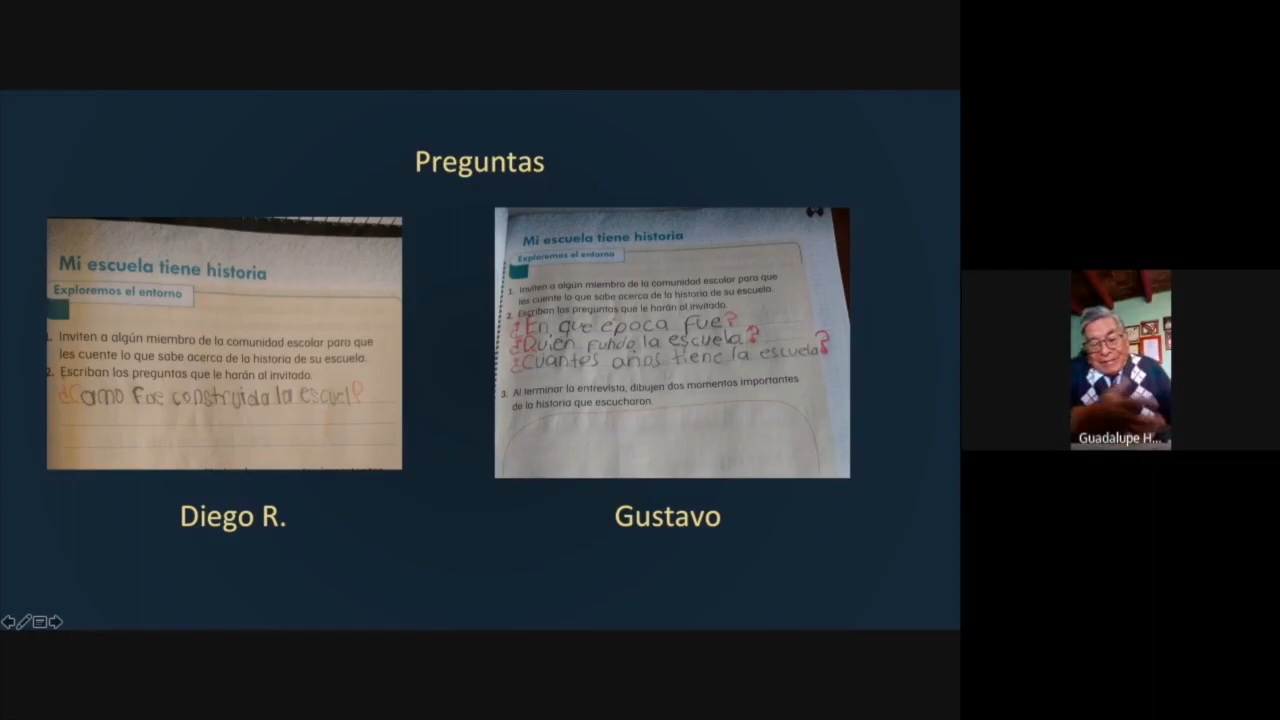 Preguntas
Mi escuela tiene historia
Exploremos el entorno
1. Inviten a algún miembro de la comunidad escolar para que
les cuente lo que sabe acerca de la historia de su escuela.
2. Escriban las preguntas que le harán al invitado.
¿Camo fue construida la escuel?
Diego R.
Mi escuela tiene historia
Exploremos el entorno
1. Inviten a algún miembro de la comunidad escolar para que
les cuente lo que sabe acerca de la historia de su escuela.
2. Escriban las preguntas que le harán al invitado.
¿En que epoca fue?
¿Quien fundo la escuela?
¿Cuantos años tiene la escuela?
3. Al terminar la entrevista, dibujen dos momentos importantes
de la historia que escucharon.
Gustavo
Guadalupe H...